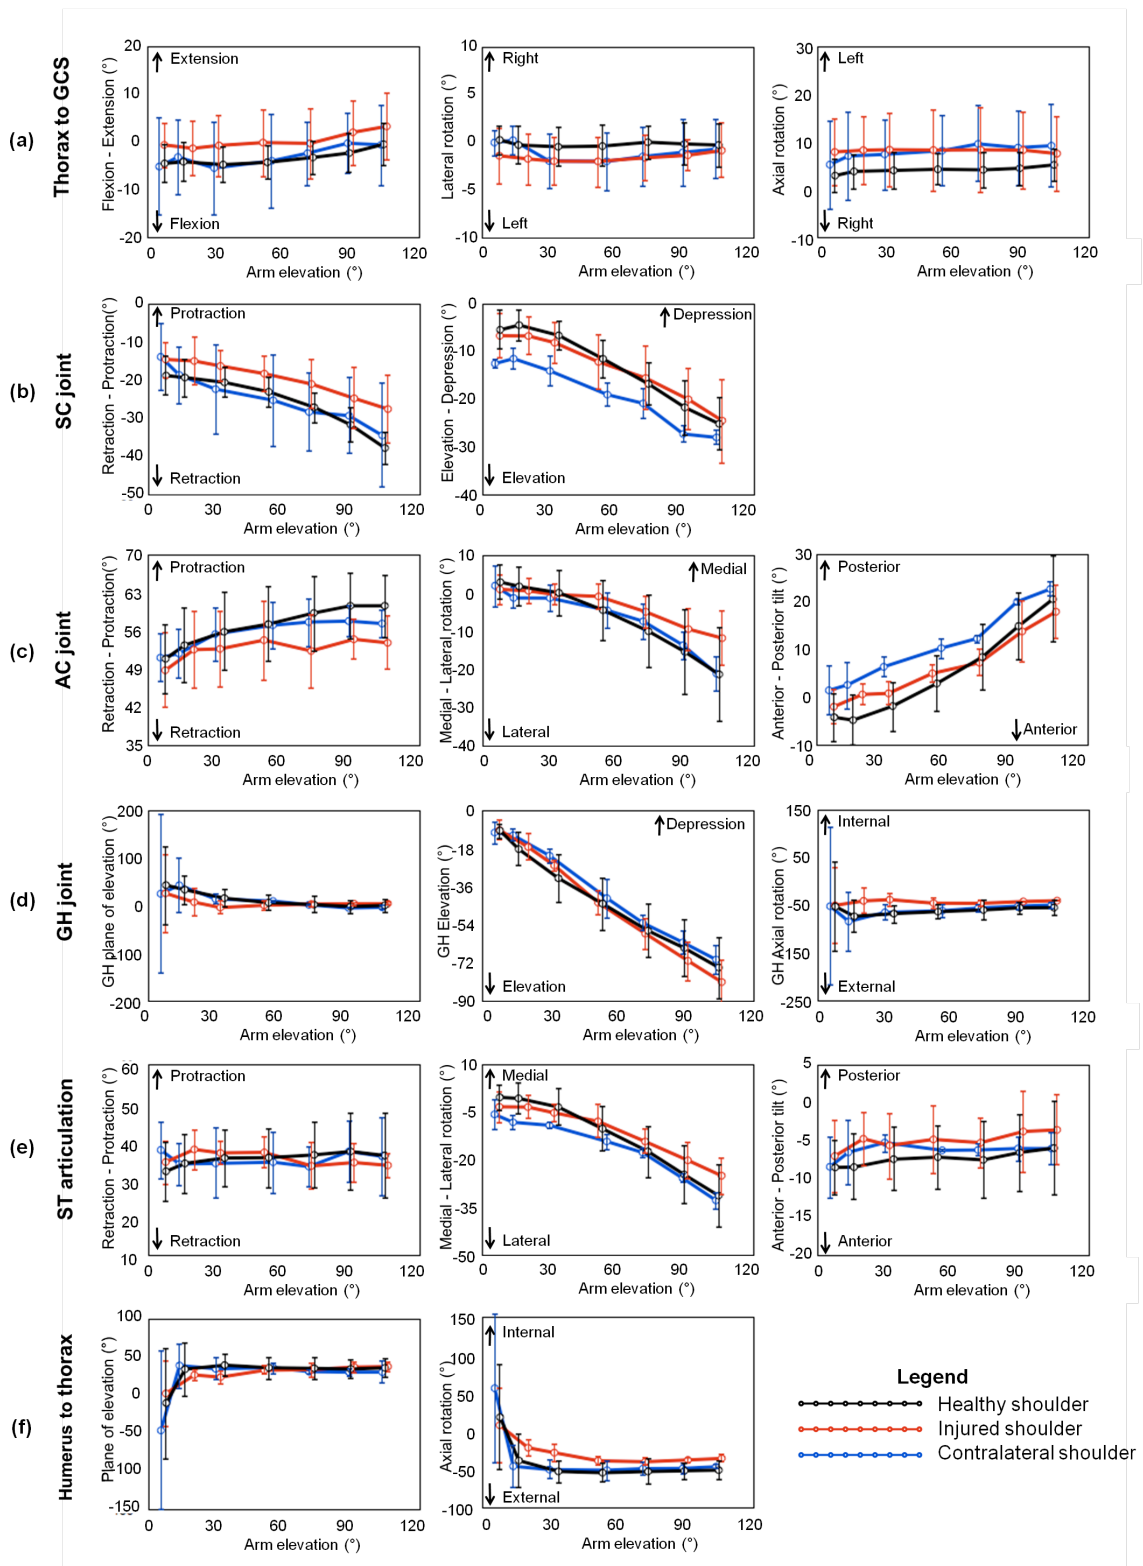 (a)
Thorax to GCS
Flexion - Extension (°)
20
10
0
-10
-20
Extension
Flexion
0
30
60
90
120
Arm elevation (°)
Lateral rotation (°)
10
5
0
-5
-10
Right
Left
0
30
60
90
120
Arm elevation (°)
Axial rotation (°)
30
20
10
0
-10
Left
Right
0
30
60
90
120
Arm elevation (°)
(b)
SC joint
Retraction - Protraction(°)
0
-10
-20
-30
-40
-50
Protraction
Retraction
0
30
60
90
120
Arm elevation (°)
Elevation - Depression (°)
0
10
-20
-30
-40
Depression
Elevation
0
30
60
90
120
Arm elevation (°)
(c)
AC joint
Retraction - Protraction(°)
70
63
56
49
42
35
Protraction
Retraction
0
30
60
90
120
Arm elevation (°)
Medial - Lateral rotation (°)
10
0
-10
-20
-30
-40
Medial
Lateral
0
30
60
90
120
Arm elevation (°)
Anterior - Posterior tilt (°)
30
20
10
0
-10
Posterior
Anterior
0
30
60
90
120
Arm elevation (°)
(d)
GH joint
GH plane of elevation (°)
200
100
0
-100
-200
0
30
60
90
120
Arm elevation (°)
GH Elevation (°)
0
-18
-36
-54
-72
-90
Depression
Elevation
0
30
60
90
120
Arm elevation (°)
GH Axial rotation (°)
150
50
-50
-150
-250
Internal
External
0
30
60
90
120
Arm elevation (°)
(e)
ST articulation
Retraction - Protraction (°)
60
50
40
30
20
10
Protraction
Retraction
0
30
60
90
120
Arm elevation (°)
Medial - Lateral rotation (°)
10
-5
-20
-35
-50
Medial
Lateral
0
30
60
90
120
Arm elevation (°)
Anterior - Posterior tilt (°)
5
0
-5
-10
-15
-20
Posterior
Anterior
0
30
60
90
120
Arm elevation (°)
(f)
Humerus to thorax
Plane of elevation (°)
100
50
0
-50
100
-150
0
30
60
90
120
Arm elevation (°)
Axial rotation (°)
150
100
50
0
-50
-100
Internal
External
0
30
60
90
120
Arm elevation (°)
Legend
Healthy shoulder
Injured shoulder
Contralateral shoulder